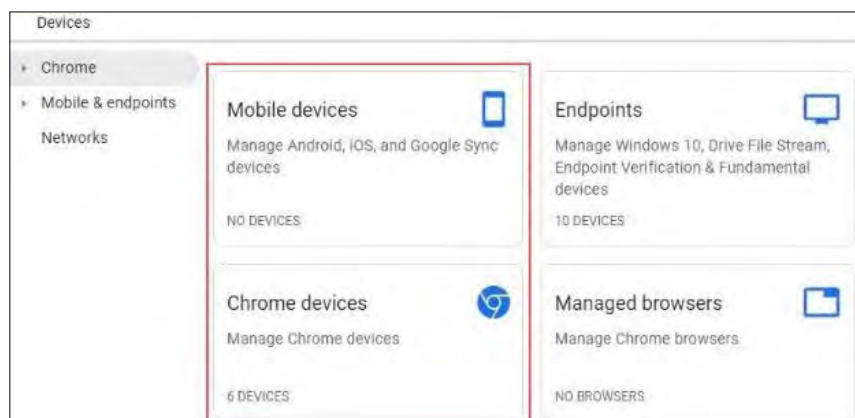 Devices
Chrome
Mobile & endpoints
Networks
Mobile devices
Manage Android, iOS, and Google Sync
devices
NO DEVICES
Endpoints
Manage Windows 10, Drive File Stream,
Endpoint Verification & Fundamental
devices
10 DEVICES
Chrome devices
Manage Chrome devices
6 DEVICES
Managed browsers
Manage Chrome browsers
NO BROWSERS